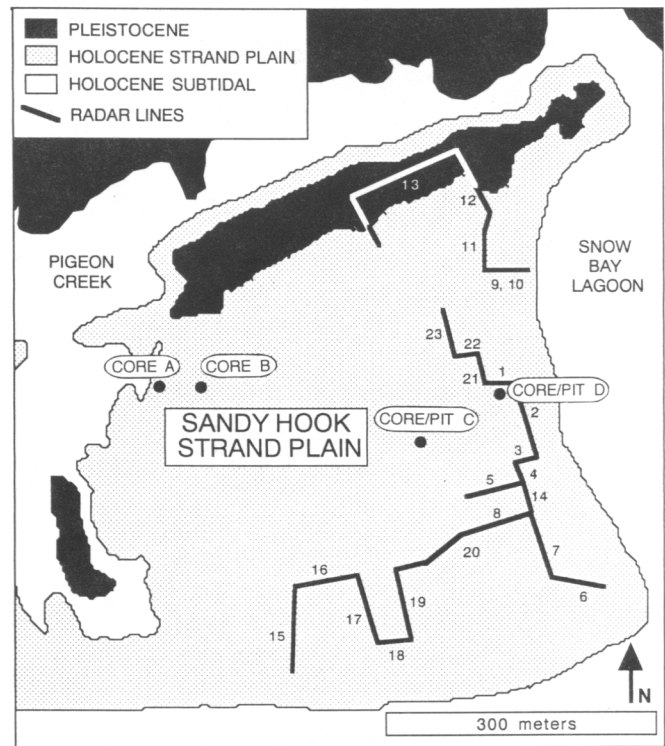 PLEISTOCENE
HOLOCENE STRAND PLAIN
HOLOCENE SUBTIDAL
RADAR LINES
13
12
PIGEON
CREEK
11
SNOW
BAY
LAGOON
9, 10
23
22
1
CORE A
CORE B
21
CORE/PIT D
SANDY HOOK
STRAND PLAIN
CORE/PIT C
2
3
4
5
14
8
20
7
16
6
19
17
15
18
N
300 meters